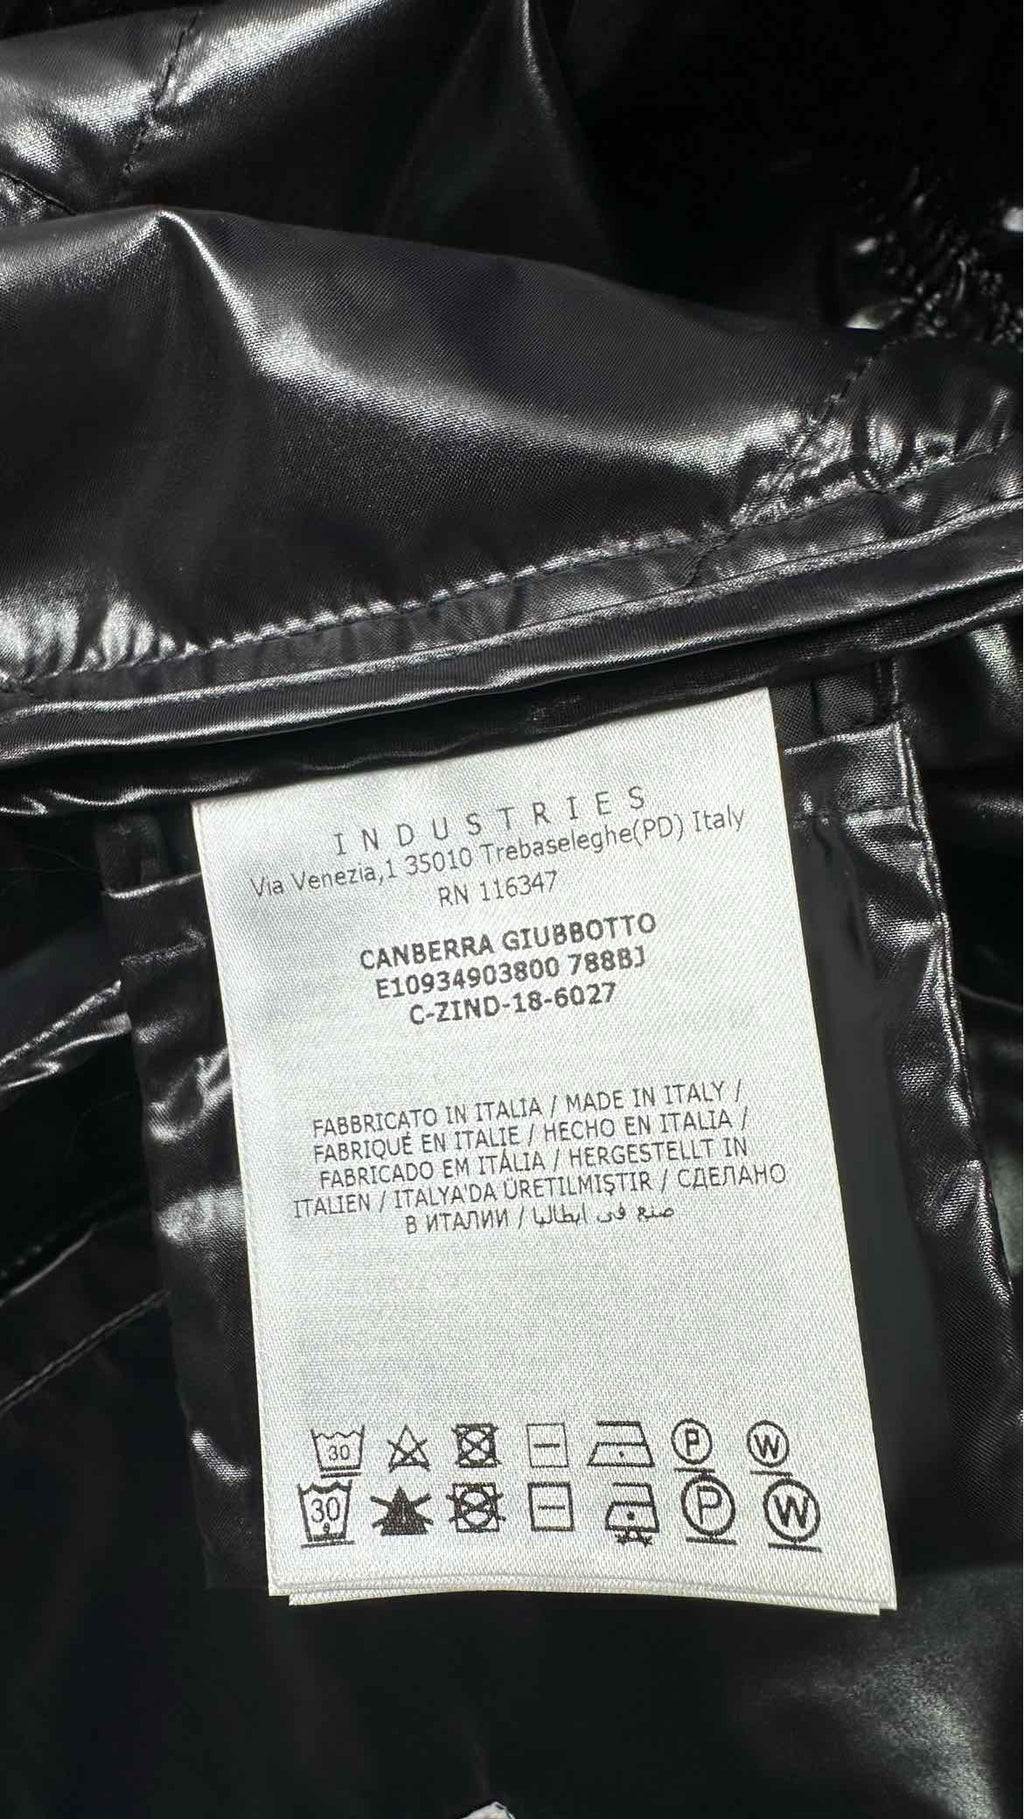 INDUSTRIES
Via Venezia,1 35010 Trebaseleghe(PD) Italy
RN 116347
CANBERRA GIUBBOTTO
E10934903800 788BJ
C-ZIND-18-6027
FABBRICATO IN ITALIA / MADE IN ITALY /
FABRIQUÉ EN ITALIE / HECHO EN ITALIA /
FABRICADO EM ITÁLIA / HERGESTELLT IN
ITALIEN / ITALYA'DA ÜRETILMIŞTIR / СДЕЛАНО
В ИТАЛИИ / صنع في ايطاليا
30 P W
30 P W